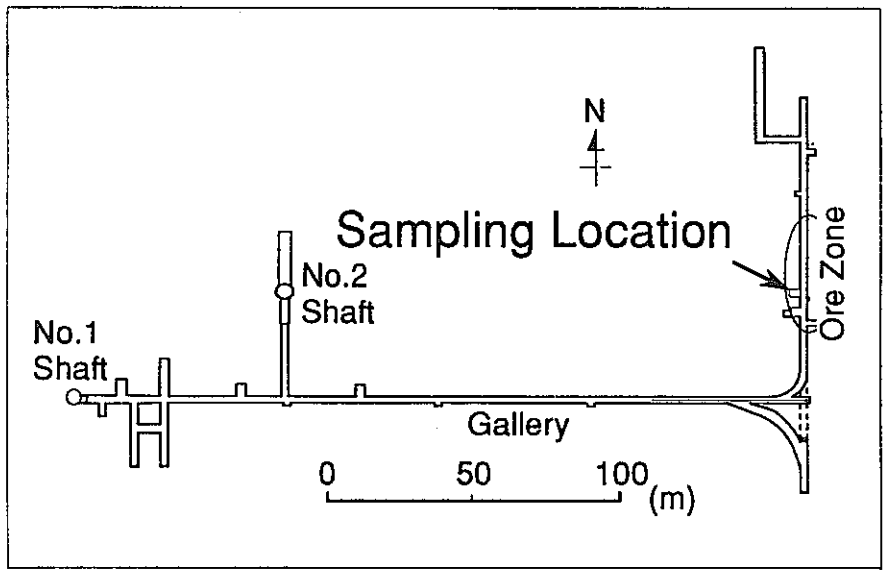 N
Sampling Location
Ore Zone
No.2
Shaft
No.1
Shaft
Gallery
0 50 100
(m)